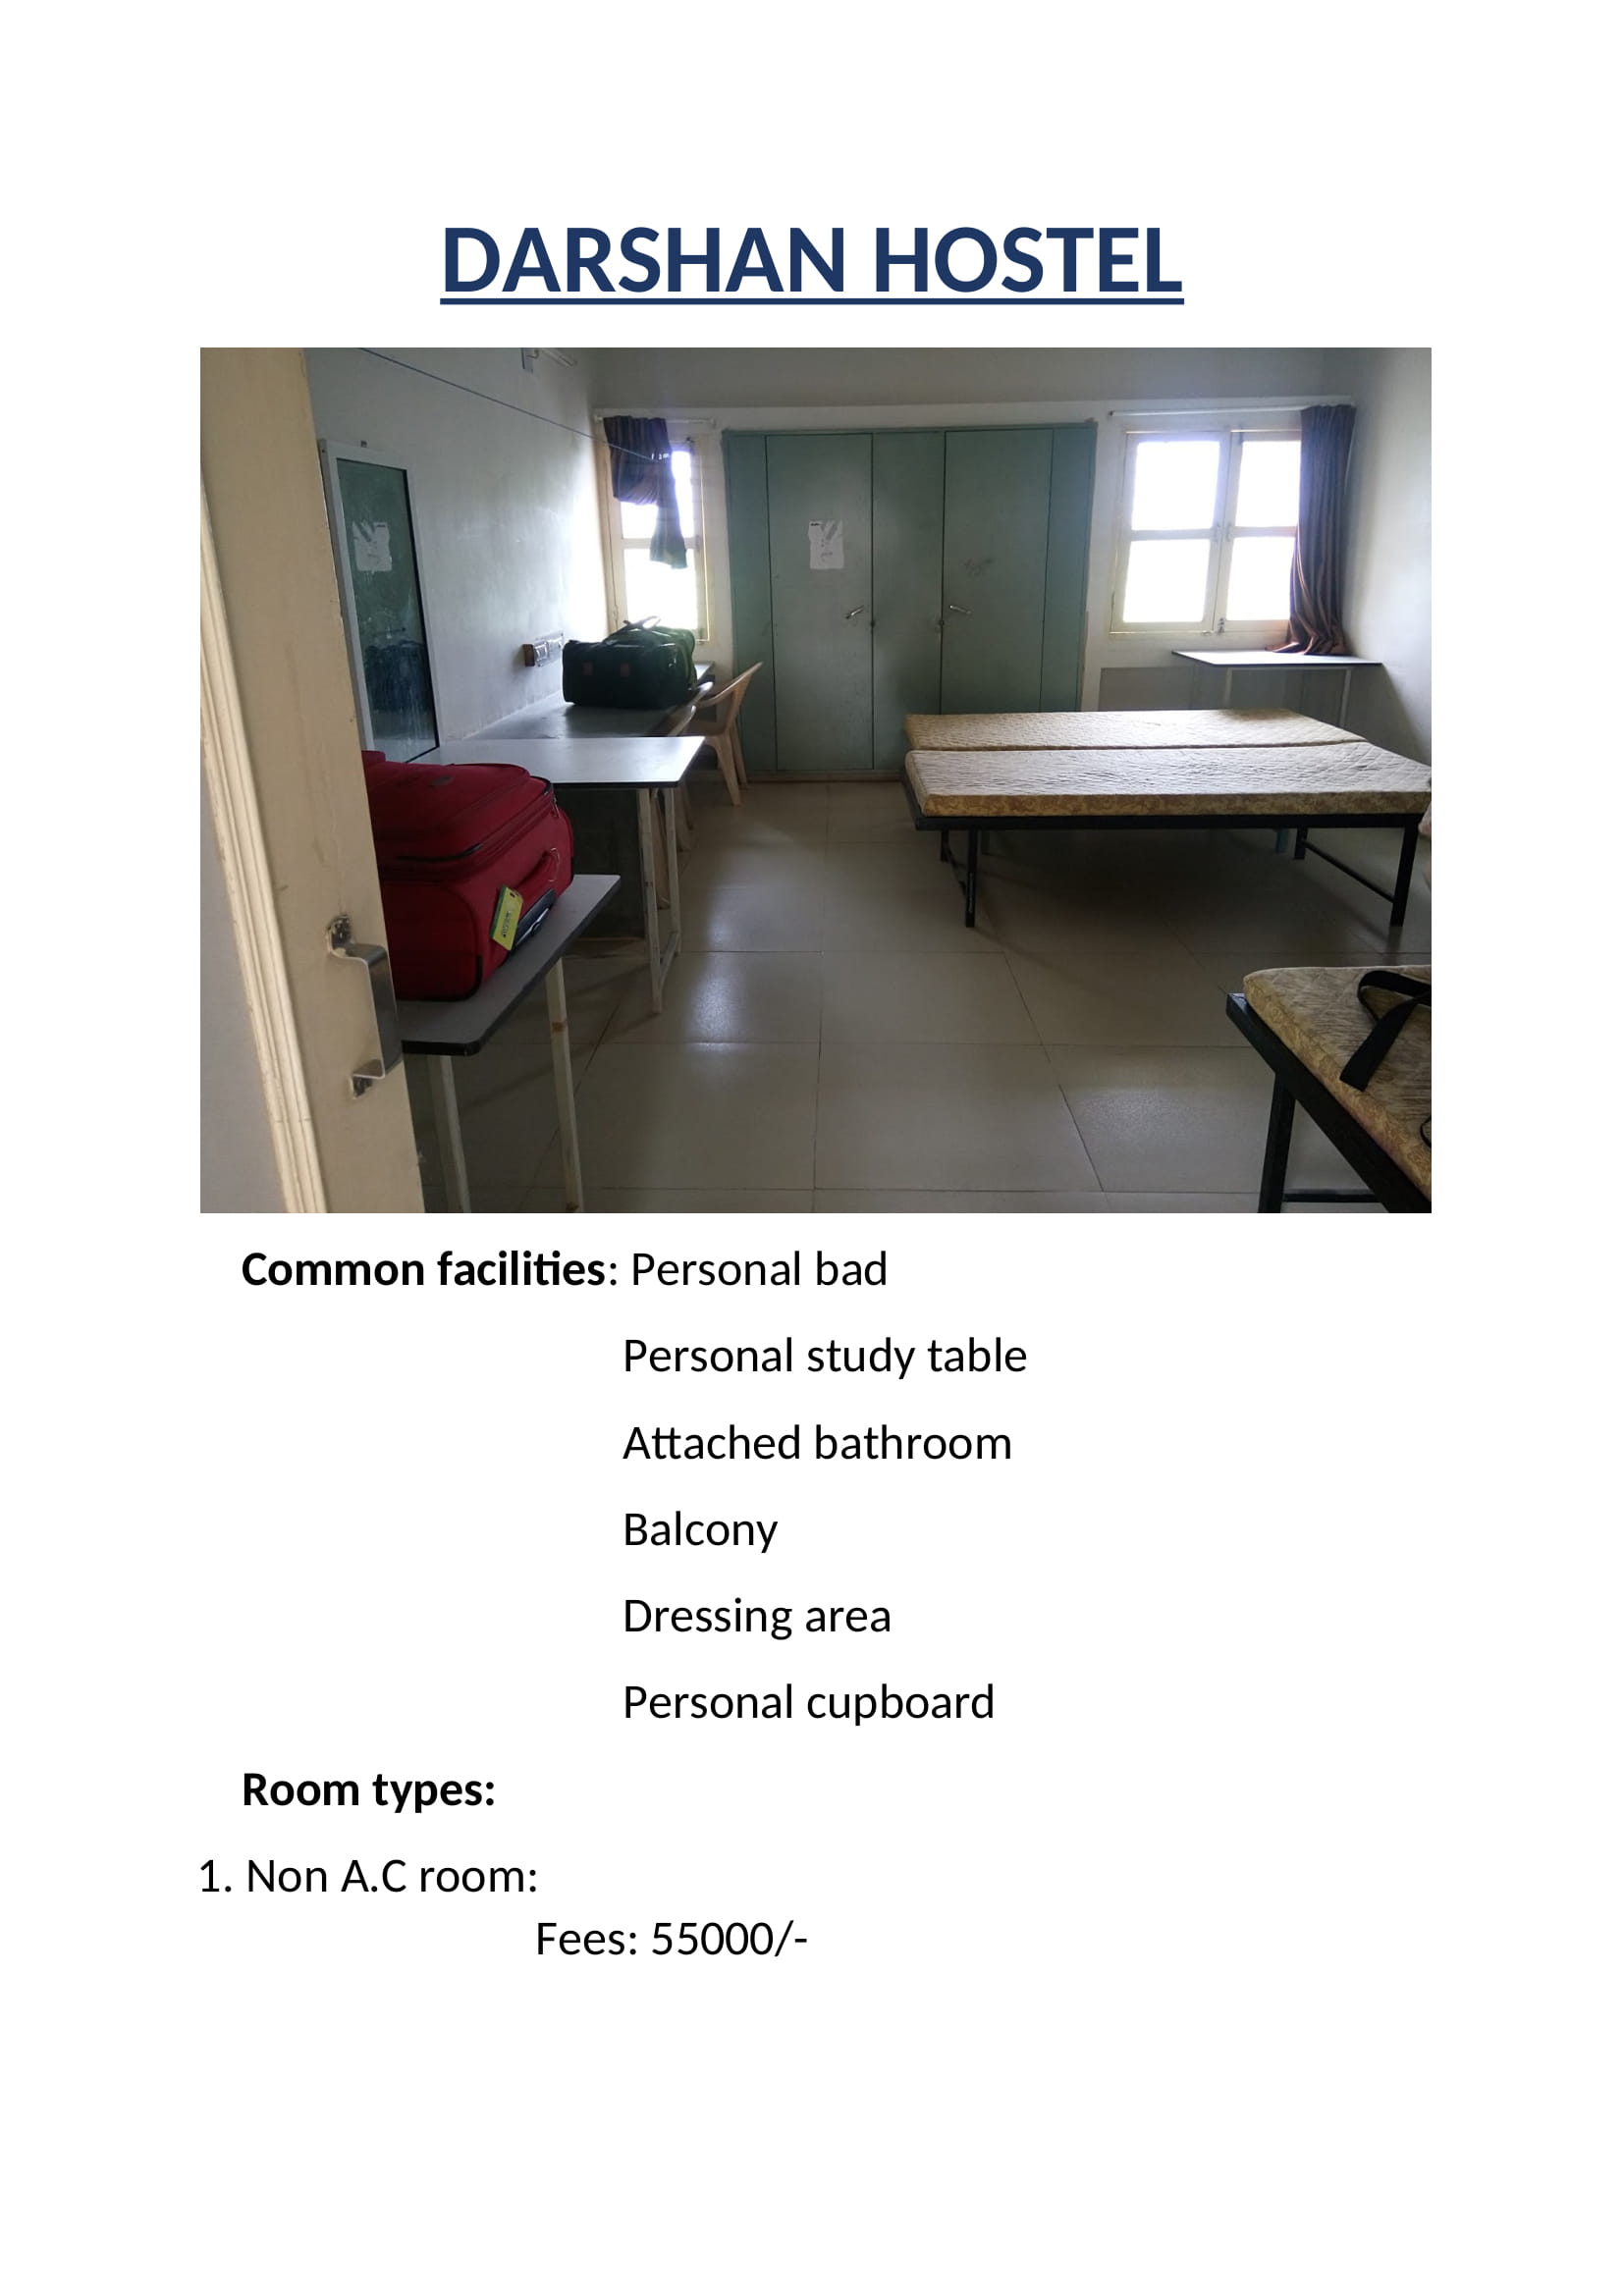 DARSHAN HOSTEL
Common facilities: Personal bad
Personal study table
Attached bathroom
Balcony
Dressing area
Personal cupboard
Room types:
1. Non A.C room:
Fees: 55000/-